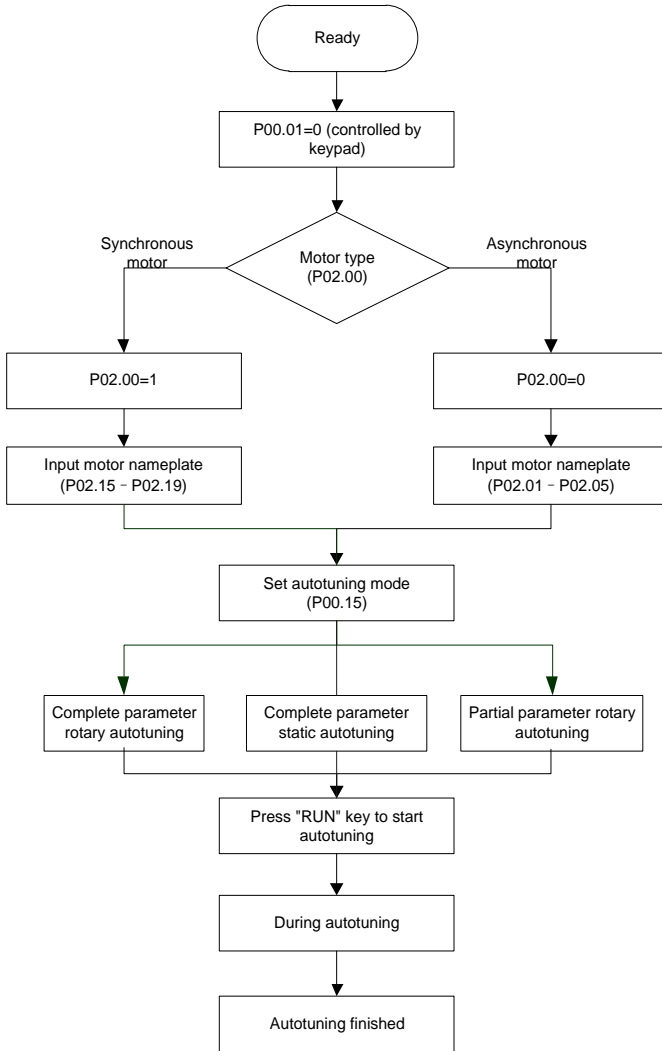 Ready
P00.01=0 (controlled by
keypad)
Synchronous
motor
Motor type
(P02.00)
Asynchronous
motor
P02.00=1
P02.00=0
Input motor nameplate
(P02.15﹣P02.19)
Input motor nameplate
(P02.01﹣P02.05)
Set autotuning mode
(P00.15)
Complete parameter
rotary autotuning
Complete parameter
static autotuning
Partial parameter rotary
autotuning
Press "RUN" key to start
autotuning
During autotuning
Autotuning finished